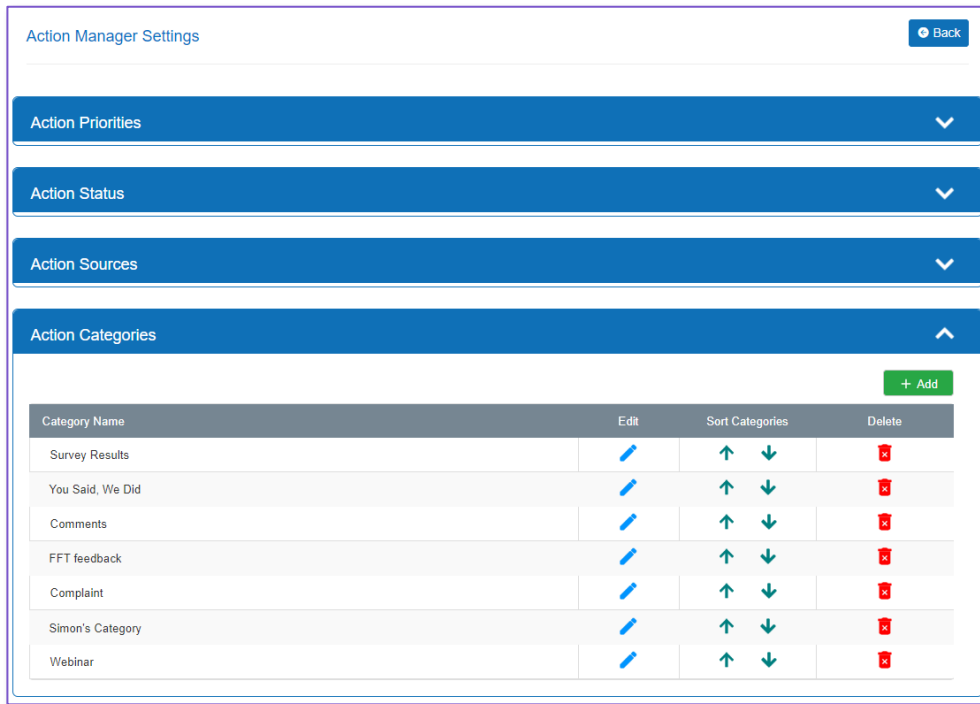 Action Manager Settings
Back
Action Priorities
Action Status
Action Sources
Action Categories
+ Add
Category Name Edit Sort Categories Delete
Survey Results
You Said, We Did
Comments
FFT feedback
Complaint
Simon's Category
Webinar